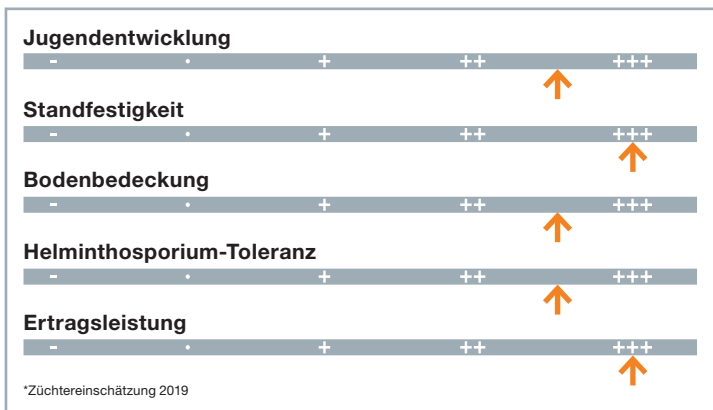 Jugendentwicklung
- • + ++ +++
Standfestigkeit
- • + ++ +++
Bodenbedeckung
- • + ++ +++
Helminthosporium-Toleranz
- • + ++ +++
Ertragsleistung
- • + ++ +++
*Züchtereinschätzung 2019